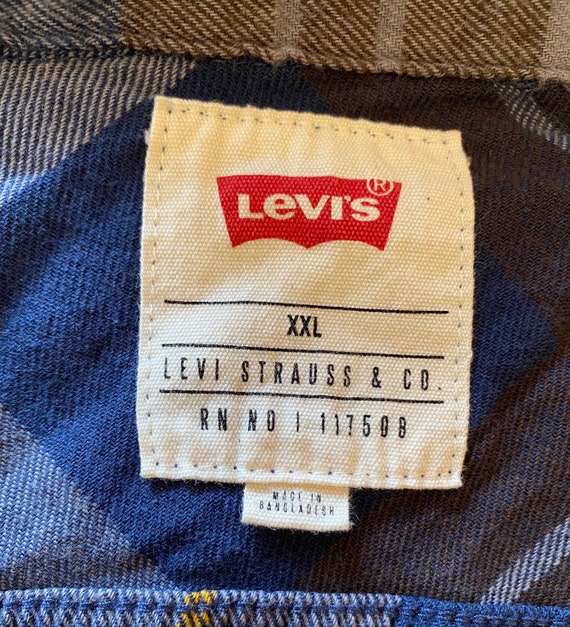 LEVI'S®
XXL
LEVI STRAUSS & CO.
RN NO | 117508
MADE IN
BANGLADESH